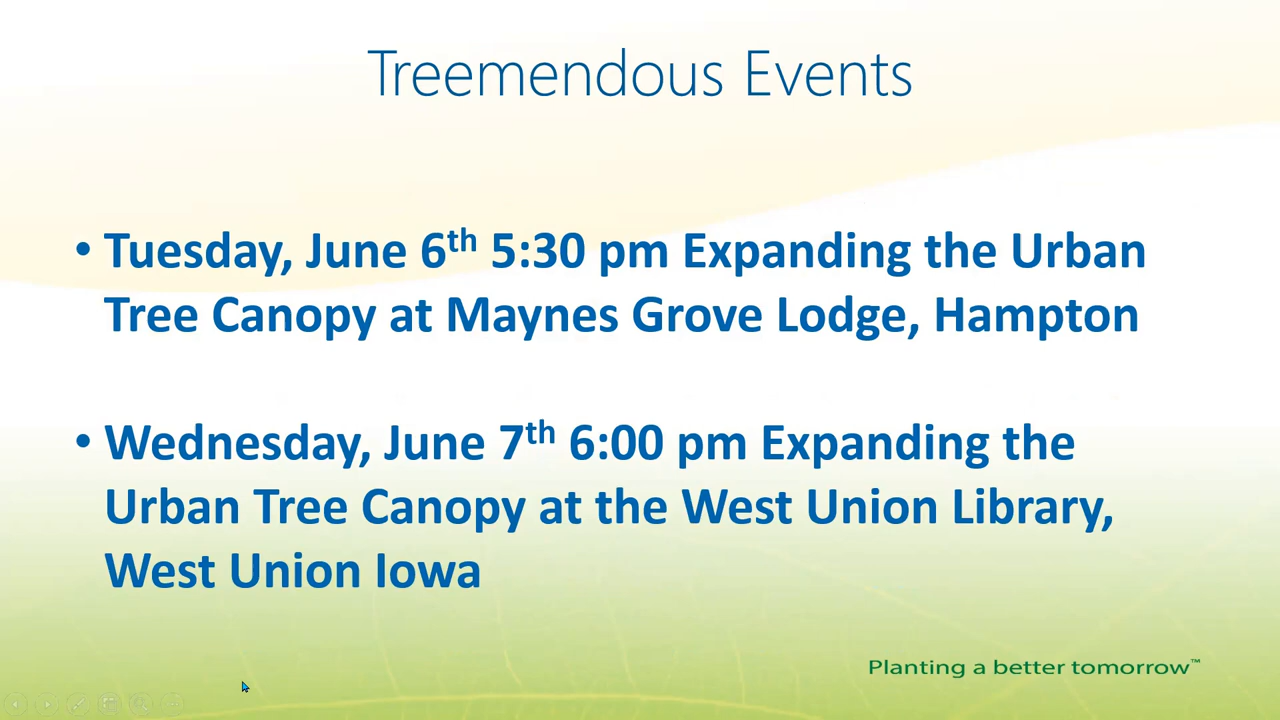 Treemendous Events
• Tuesday, June 6th 5:30 pm Expanding the Urban
Tree Canopy at Maynes Grove Lodge, Hampton
• Wednesday, June 7th 6:00 pm Expanding the
Urban Tree Canopy at the West Union Library,
West Union Iowa
Planting a better tomorrow™